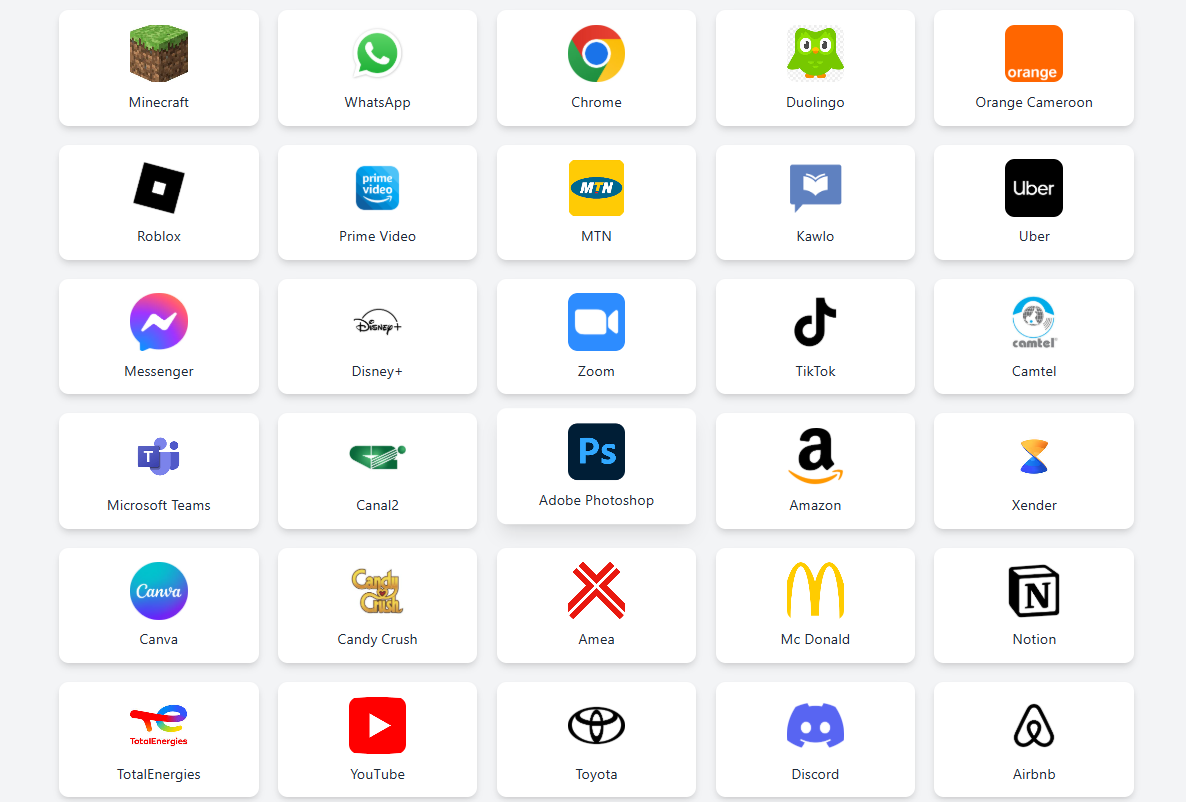 Minecraft
WhatsApp
Chrome
Duolingo
orange
Orange Cameroon
Roblox
prime
video
Prime Video
MTN
MTN
Kawlo
Uber
Uber
Messenger
Disney+
Disney+
Zoom
TikTok
camtel
Camtel
T
Microsoft Teams
Canal2
Ps
Adobe Photoshop
a
Amazon
Xender
Canva
Canva
Candy
Crush
Candy Crush
Amea
Mc Donald
N
Notion
TotalEnergies
TotalEnergies
YouTube
Toyota
Discord
Airbnb